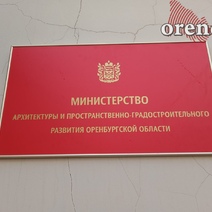 oren
МИНИСТЕРСТВО
АРХИТЕКТУРЫ И ПРОСТРАНСТВЕННО-ГРАДОСТРОИТЕЛЬНОГО
РАЗВИТИЯ ОРЕНБУРГСКОЙ ОБЛАСТИ